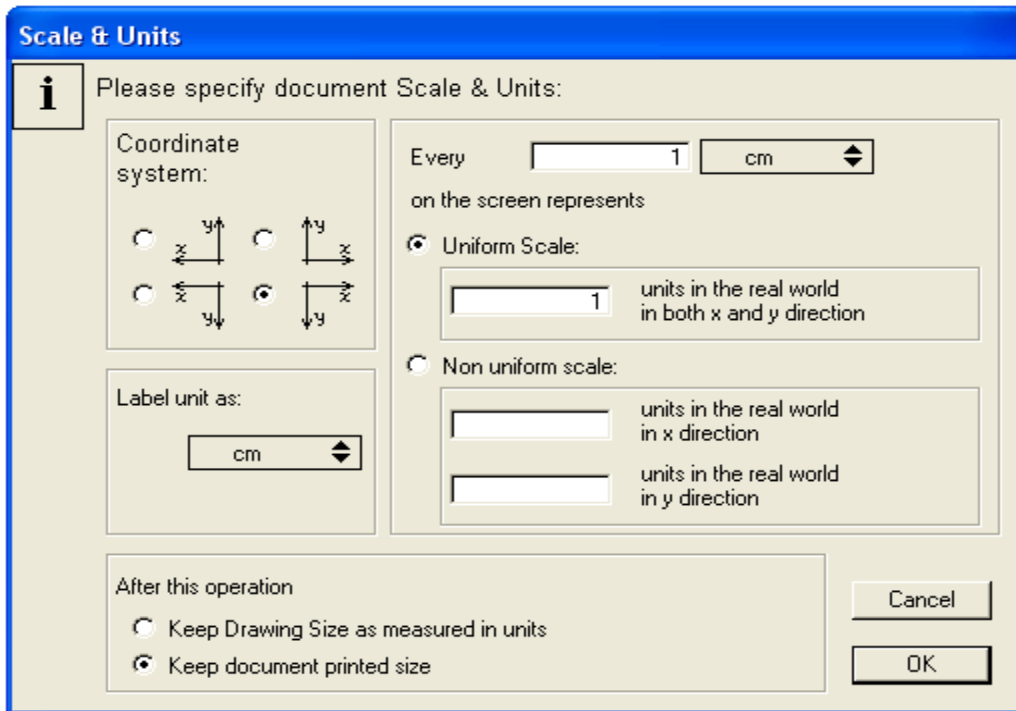 Scale & Units
i
Please specify document Scale & Units:
Coordinate
system:
y
x
y
x
x
y
x
y
Label unit as:
cm
Every 1 cm
on the screen represents
Uniform Scale:
1
units in the real world
in both x and y direction
Non uniform scale:
units in the real world
in x direction
units in the real world
in y direction
After this operation
Keep Drawing Size as measured in units
Keep document printed size
Cancel
OK